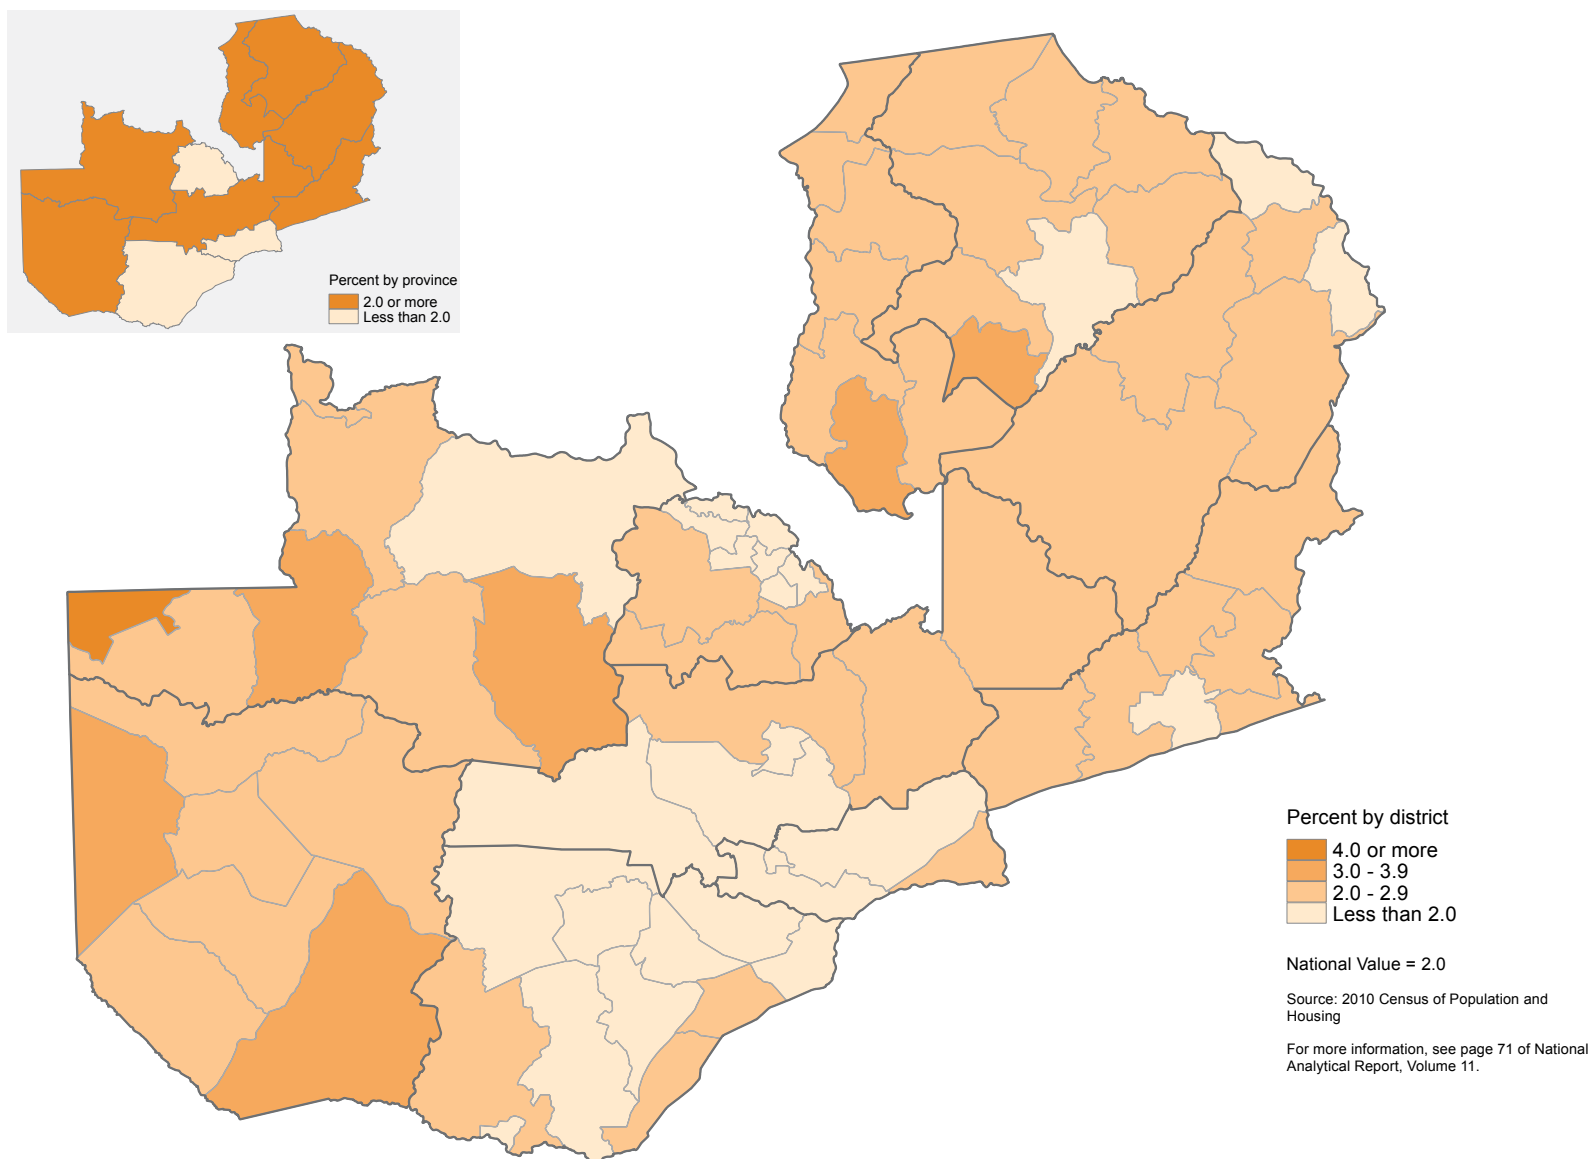 Percent by province
2.0 or more
Less than 2.0
Percent by district
4.0 or more
3.0 - 3.9
2.0 - 2.9
Less than 2.0
National Value = 2.0
Source: 2010 Census of Population and
Housing
For more information, see page 71 of National
Analytical Report, Volume 11.